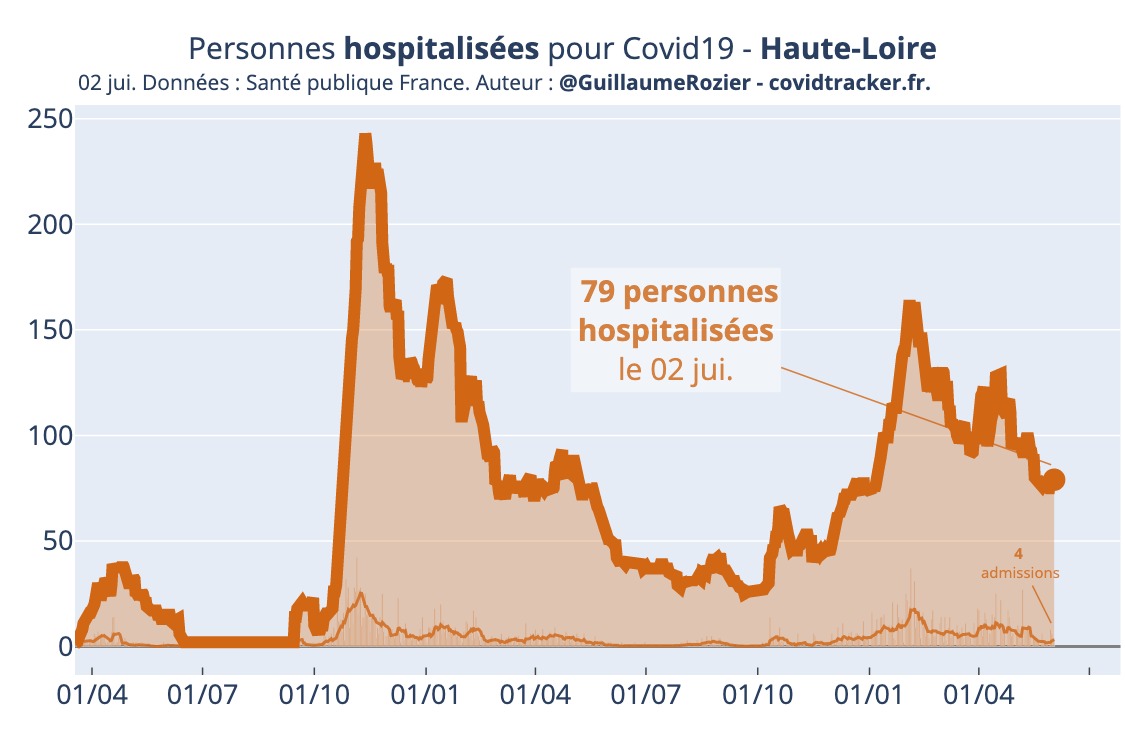 Personnes hospitalisées pour Covid19 - Haute-Loire
02 jui. Données : Santé publique France. Auteur : @GuillaumeRozier - covidtracker.fr.
250
200
150
100
50
0
79 personnes
hospitalisées
le 02 jui.
4
admissions
01/04 01/07 01/10 01/01 01/04 01/07 01/10 01/01 01/04